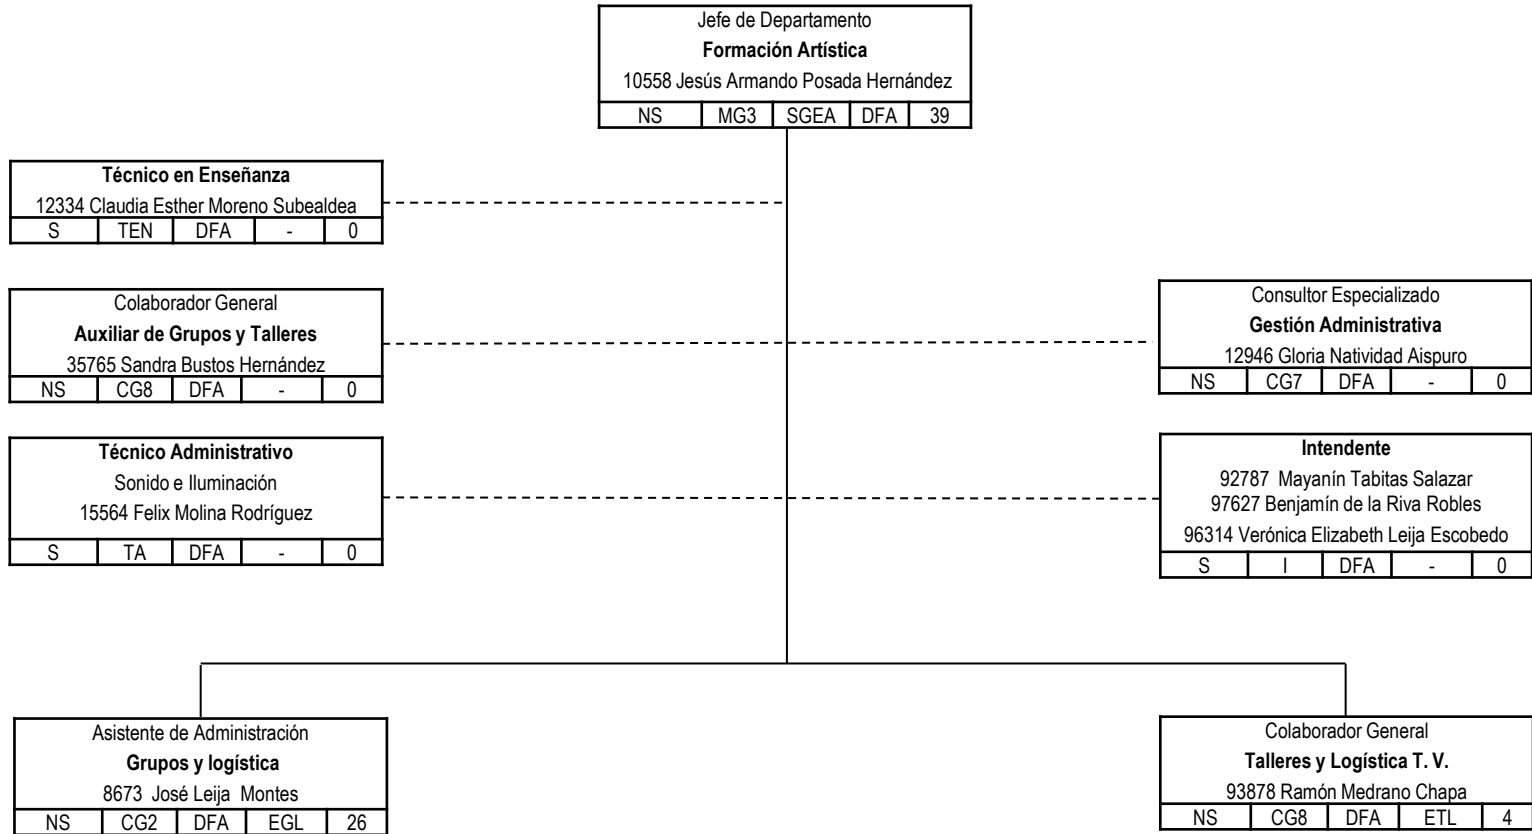 Jefe de Departamento
Formación Artística
10558 Jesús Armando Posada Hernández
NS MG3 SGEA DFA 39
Técnico en Enseñanza
12334 Claudia Esther Moreno Subealdea
S TEN DFA - 0
Colaborador General
Auxiliar de Grupos y Talleres
35765 Sandra Bustos Hernández
NS CG8 DFA - 0
Consultor Especializado
Gestión Administrativa
12946 Gloria Natividad Aispuro
NS CG7 DFA - 0
Técnico Administrativo
Sonido e Iluminación
15564 Felix Molina Rodríguez
S TA DFA - 0
Intendente
92787 Mayanín Tabitas Salazar
97627 Benjamín de la Riva Robles
96314 Verónica Elizabeth Leija Escobedo
S I DFA - 0
Asistente de Administración
Grupos y logística
8673 José Leija Montes
NS CG2 DFA EGL 26
Colaborador General
Talleres y Logística T. V.
93878 Ramón Medrano Chapa
NS CG8 DFA ETL 4